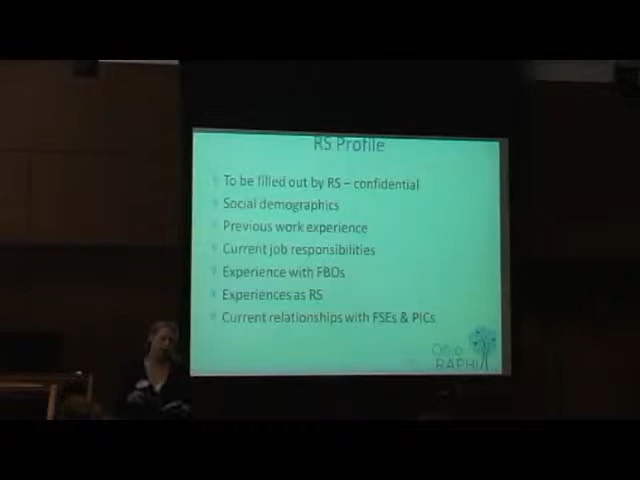 RS Profile
To be filled out by RS – confidential
Social demographics
Previous work experience
Current job responsibilities
Experience with FBOs
Experiences as RS
Current relationships with FSEs & PICs
Ohio
RAPHI